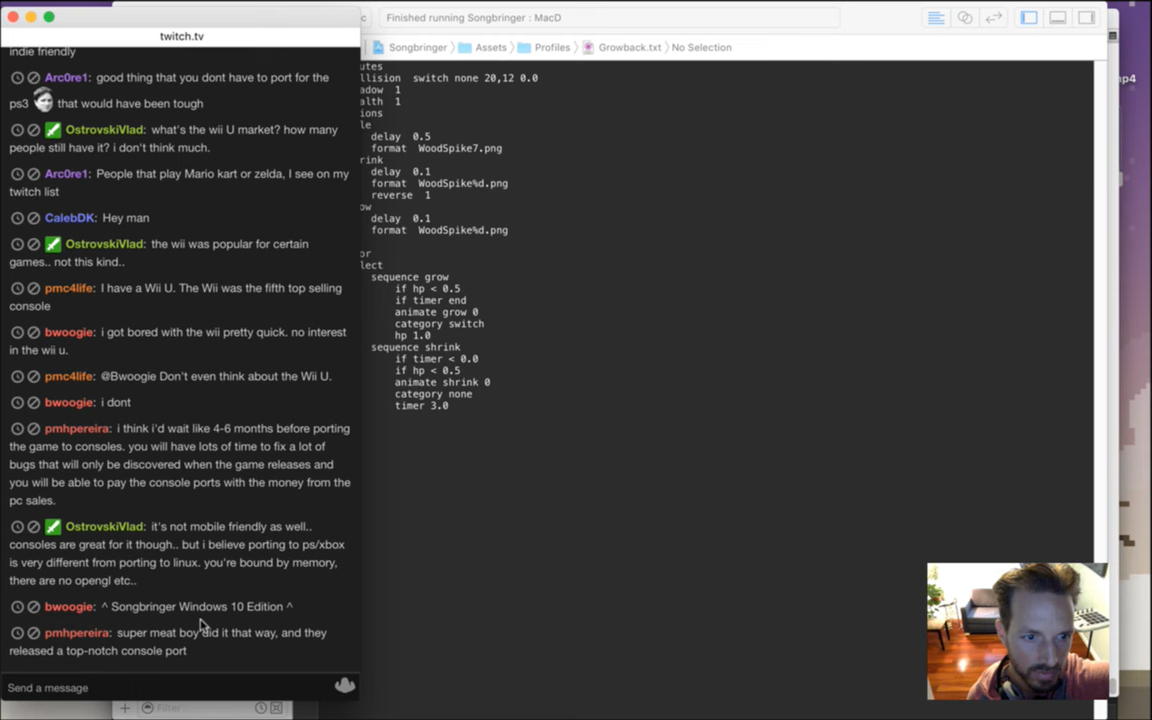 Finished running Songbringer : MacD
twitch.tv
Songbringer
Assets
Profiles
Growback.txt
No Selection
indie friendly
Arc0re1: good thing that you dont have to port for the
ps3 that would have been tough
OstrovskiVlad: what's the wii U market? how many
people still have it? i don't think much.
Arc0re1: People that play Mario kart or zelda, I see on my
twitch list
CalebDK: Hey man
OstrovskiVlad: the wii was popular for certain
games.. not this kind..
pmc4life: I have a Wii U. The Wii was the fifth top selling
console
bwoogie: i got bored with the wii pretty quick. no interest
in the wii u.
pmc4life: @Bwoogie Don't even think about the Wii U.
bwoogie: i dont
pmhpereira: i think i'd wait like 4-6 months before porting
the game to consoles. you will have lots of time to fix a lot of
bugs that will only be discovered when the game releases and
you will be able to pay the console ports with the money from the
pc sales.
OstrovskiVlad: it's not mobile friendly as well..
consoles are great for it though.. but i believe porting to ps/xbox
is very different from porting to linux. you're bound by memory,
there are no opengl etc..
bwoogie: ^ Songbringer Windows 10 Edition ^
pmhpereira: super meat boy did it that way, and they
released a top-notch console port
Send a message
Filter
utes
llision switch none 20,12 0.0
adow 1
alth 1
ions
le
delay 0.5
format WoodSpike7.png
rink
delay 0.1
format WoodSpike%d.png
reverse 1
ow
delay 0.1
format WoodSpike%d.png
or
lect
sequence grow
if hp < 0.5
if timer end
animate grow 0
category switch
hp 1.0
sequence shrink
if timer < 0.0
if hp < 0.5
animate shrink 0
category none
timer 3.0
mp4